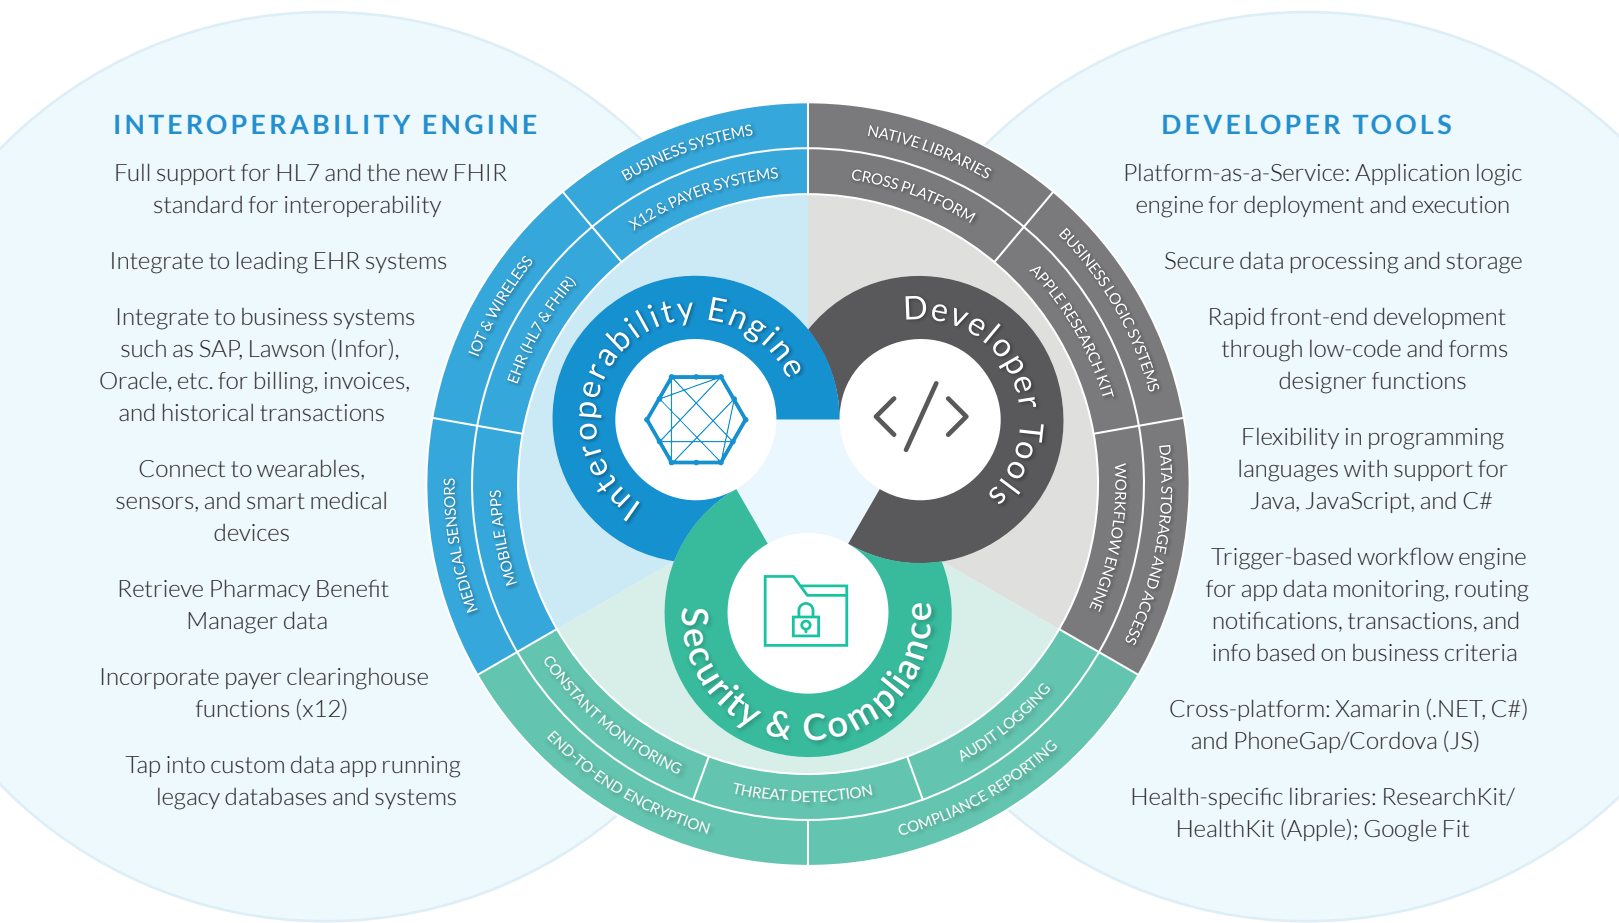 INTEROPERABILITY ENGINE
Full support for HL7 and the new FHIR
standard for interoperability
Integrate to leading EHR systems
Integrate to business systems
such as SAP, Lawson (Infor),
Oracle, etc. for billing, invoices,
and historical transactions
Connect to wearables,
sensors, and smart medical
devices
Retrieve Pharmacy Benefit
Manager data
Incorporate payer clearinghouse
functions (x12)
Tap into custom data app running
legacy databases and systems
BUSINESS SYSTEMS
X12 & PAYER SYSTEMS
IOT & WIRELESS
EHR (HL7 & FHIR)
MEDICAL SENSORS
MOBILE APPS
Interoperability Engine
NATIVE LIBRARIES
CROSS PLATFORM
BUSINESS LOGIC SYSTEMS
APPLE RESEARCH KIT
DATA STORAGE AND ACCESS
WORKFLOW ENGINE
Developer Tools
Security & Compliance
CONSTANT MONITORING
END-TO-END ENCRYPTION
THREAT DETECTION
AUDIT LOGGING
COMPLIANCE REPORTING
DEVELOPER TOOLS
Platform-as-a-Service: Application logic
engine for deployment and execution
Secure data processing and storage
Rapid front-end development
through low-code and forms
designer functions
Flexibility in programming
languages with support for
Java, JavaScript, and C#
Trigger-based workflow engine
for app data monitoring, routing
notifications, transactions, and
info based on business criteria
Cross-platform: Xamarin (.NET, C#)
and PhoneGap/Cordova (JS)
Health-specific libraries: ResearchKit/
HealthKit (Apple); Google Fit